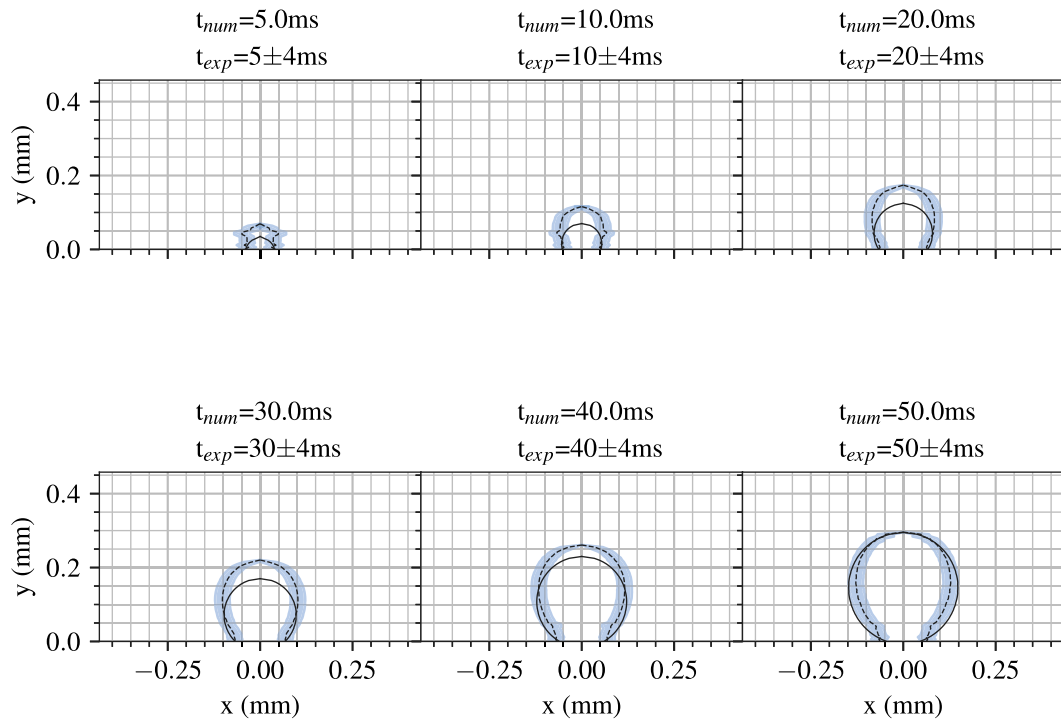 t_num=5.0ms
t_exp=5±4ms
t_num=10.0ms
t_exp=10±4ms
t_num=20.0ms
t_exp=20±4ms
0.4
0.2
0.0
y (mm)
t_num=30.0ms
t_exp=30±4ms
t_num=40.0ms
t_exp=40±4ms
t_num=50.0ms
t_exp=50±4ms
0.4
0.2
0.0
y (mm)
−0.25 0.00 0.25
x (mm)
−0.25 0.00 0.25
x (mm)
−0.25 0.00 0.25
x (mm)